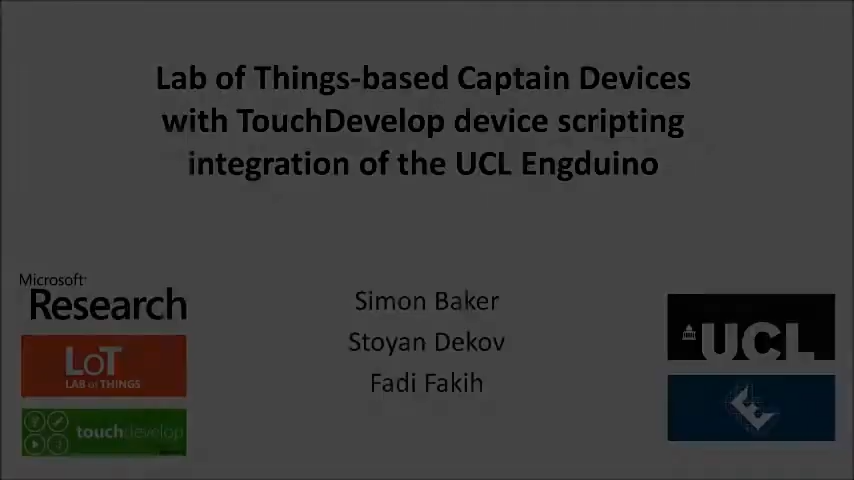 Lab of Things-based Captain Devices
with TouchDevelop device scripting
integration of the UCL Engduino
Microsoft
Research
LoT
LAB of THINGS
touchdevelop
Simon Baker
Stoyan Dekov
Fadi Fakih
UCL